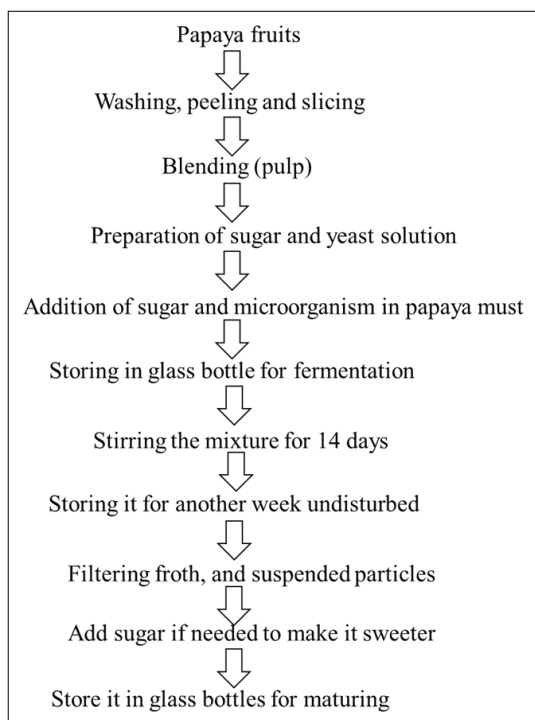 Papaya fruits
Washing, peeling and slicing
Blending (pulp)
Preparation of sugar and yeast solution
Addition of sugar and microorganism in papaya must
Storing in glass bottle for fermentation
Stirring the mixture for 14 days
Storing it for another week undisturbed
Filtering froth, and suspended particles
Add sugar if needed to make it sweeter
Store it in glass bottles for maturing